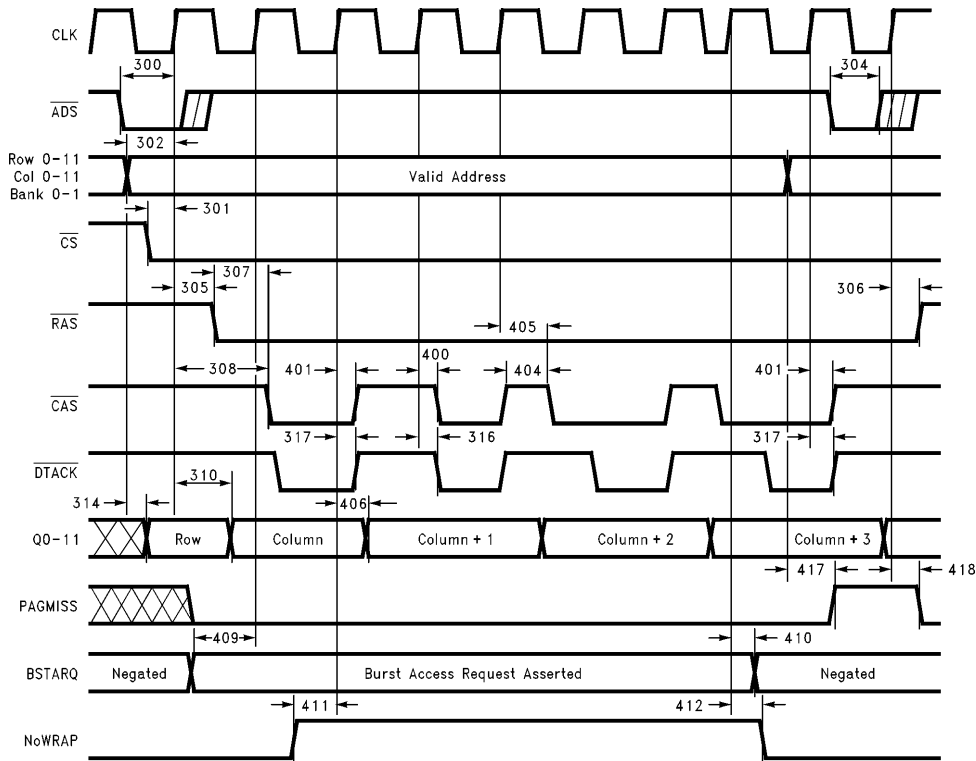 CLK
300
304
ADS
302
Row 0-11
Col 0-11
Bank 0-1
Valid Address
301
CS
307
305
306
RAS
405
400
308
401
404
401
CAS
317
316
317
DTACK
310
314
406
Q0-11
Row
Column
Column + 1
Column + 2
Column + 3
417
418
PAGMISS
409
410
BSTARQ
Negated
Burst Access Request Asserted
Negated
411
412
NoWRAP